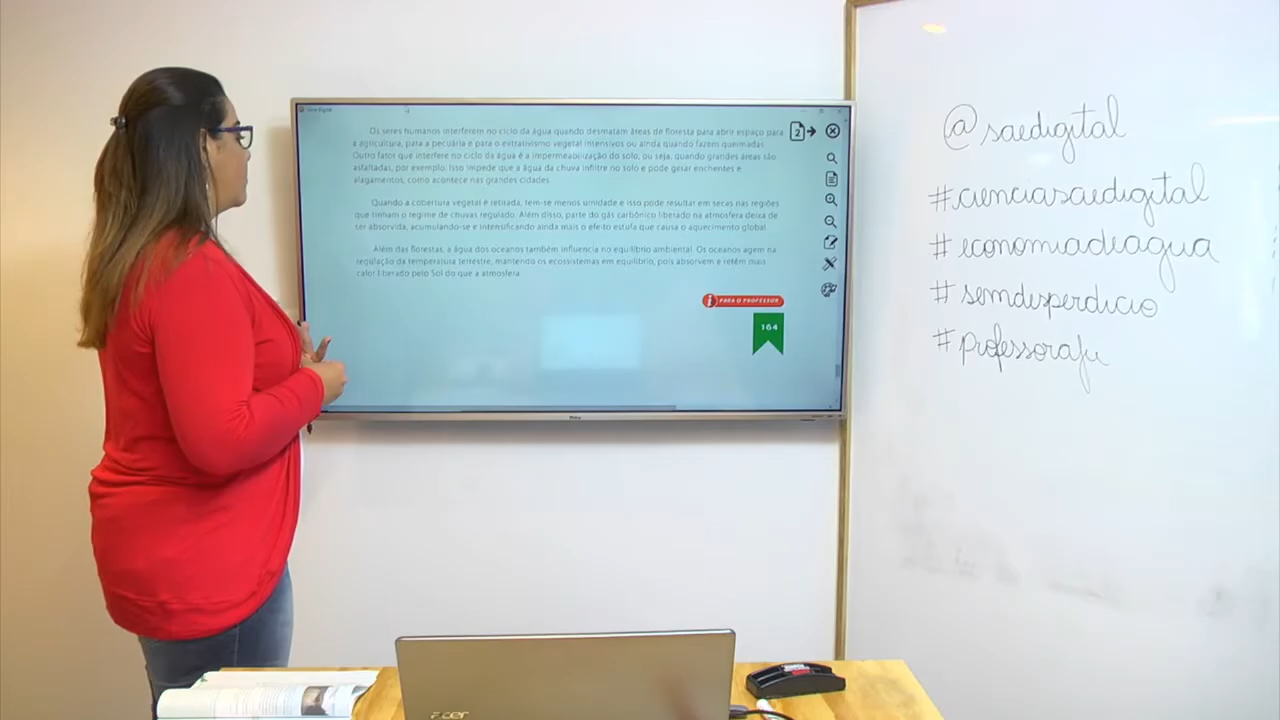 Os seres humanos interferem no ciclo da água quando desmatam áreas de floresta para abrir espaço para
a agricultura, para a pecuária e para o extrativismo vegetal intensivos ou ainda quando fazem queimadas.
Outro fator que interfere no ciclo da água é a impermeabilização do solo, ou seja, quando grandes áreas são
asfaltadas, por exemplo. Isso impede que a água da chuva infiltre no solo e pode gerar enchentes e
alagamentos, como acontece nas grandes cidades.
Quando a cobertura vegetal é retirada, tem-se menos umidade e isso pode resultar em secas nas regiões
que tinham o regime de chuvas regulado. Além disso, parte do gás carbônico liberado na atmosfera deixa de
ser absorvida, acumulando-se e intensificando ainda mais o efeito estufa que causa o aquecimento global.
Além das florestas, a água dos oceanos também influencia no equilíbrio ambiental. Os oceanos agem na
regulação da temperatura terrestre, mantendo os ecossistemas em equilíbrio, pois absorvem e retêm mais
calor liberado pelo Sol do que a atmosfera.
2
i PARA O PROFESSOR
164
@saedigital
#cienciasaedigital
#economiadeagua
#semdisperdicio
#professoraju
acer